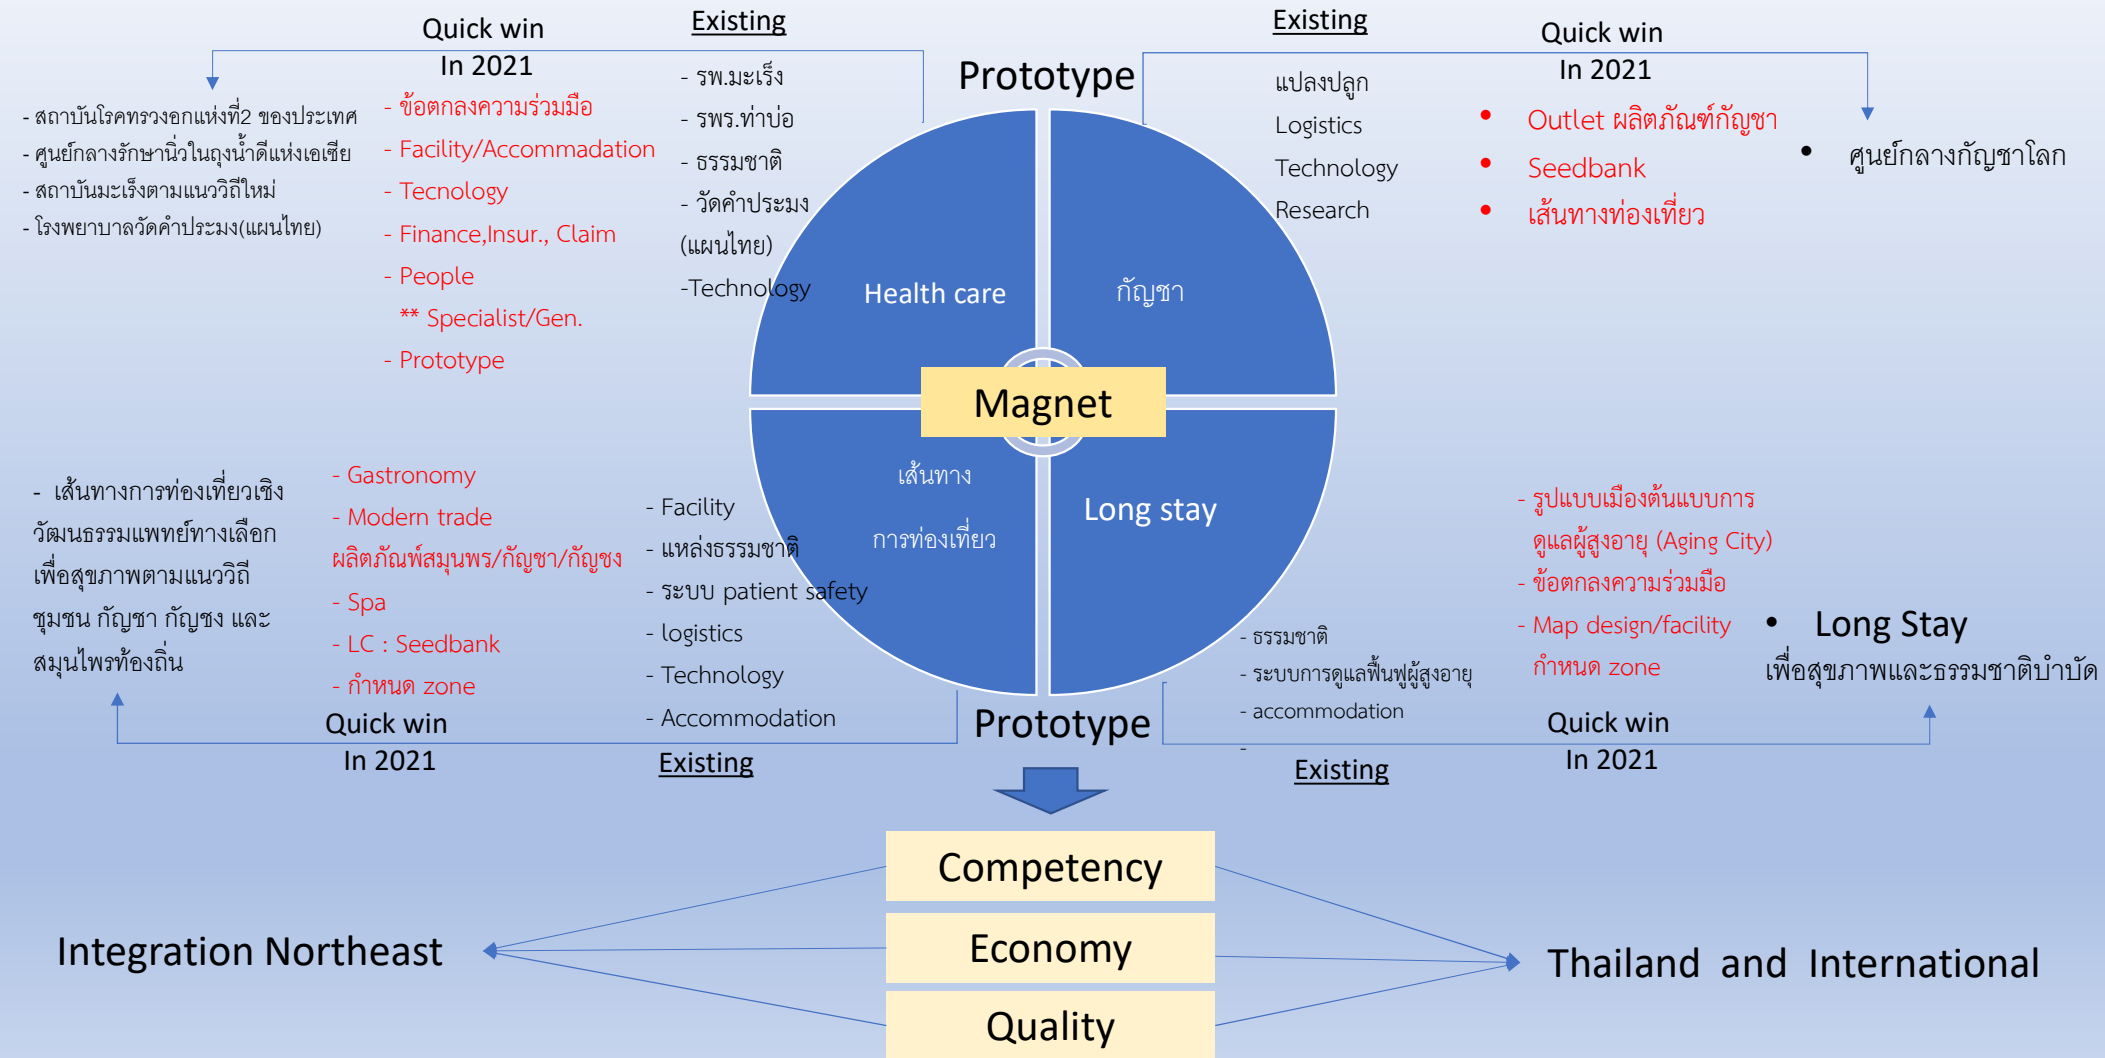 Quick win
In 2021
Existing
- สถาบันโรคทรวงอกแห่งที่2 ของประเทศ
- ศูนย์กลางรักษานิ่วในถุงน้ำดีแห่งเอเซีย
- สถาบันมะเร็งตามแนววิถีใหม่
- โรงพยาบาลวัดคำประมง(แผนไทย)
- ข้อตกลงความร่วมมือ
- Facility/Accommadation
- Tecnology
- Finance,Insur., Claim
- People
** Specialist/Gen.
- Prototype
- รพ.มะเร็ง
- รพร.ท่าบ่อ
- ธรรมชาติ
- วัดคำประมง
(แผนไทย)
-Technology
Prototype
Existing
แปลงปลูก
Logistics
Technology
Research
Quick win
In 2021
• Outlet ผลิตภัณฑ์กัญชา
• Seedbank
• เส้นทางท่องเที่ยว
• ศูนย์กลางกัญชาโลก
Health care
กัญชา
Magnet
เส้นทาง
การท่องเที่ยว
Long stay
- เส้นทางการท่องเที่ยวเชิง
วัฒนธรรมแพทย์ทางเลือก
เพื่อสุขภาพตามแนววิถี
ชุมชน กัญชา กัญชง และ
สมุนไพรท้องถิ่น
- Gastronomy
- Modern trade
ผลิตภัณพ์สมุนพร/กัญชา/กัญชง
- Spa
- LC : Seedbank
- กำหนด zone
Quick win
In 2021
- Facility
- แหล่งธรรมชาติ
- ระบบ patient safety
- logistics
- Technology
- Accommodation
Existing
Prototype
- ธรรมชาติ
- ระบบการดูแลฟื้นฟูผู้สูงอายุ
- accommodation
-
Existing
- รูปแบบเมืองต้นแบบการ
ดูแลผู้สูงอายุ (Aging City)
- ข้อตกลงความร่วมมือ
- Map design/facility
กำหนด zone
Quick win
In 2021
• Long Stay
เพื่อสุขภาพและธรรมชาติบำบัด
Competency
Economy
Quality
Integration Northeast
Thailand and International